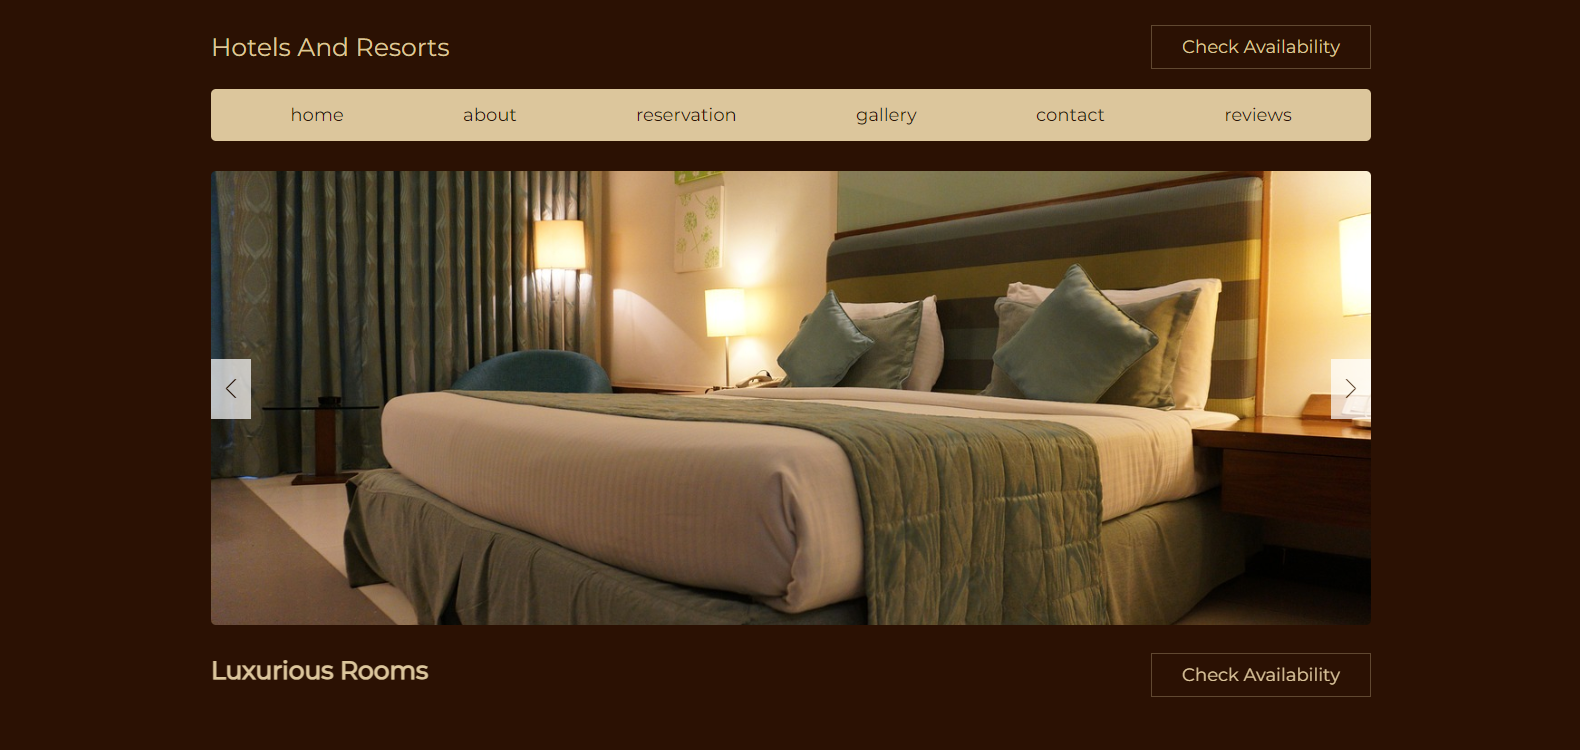 Hotels And Resorts
Check Availability
home about reservation gallery contact reviews
Luxurious Rooms
Check Availability